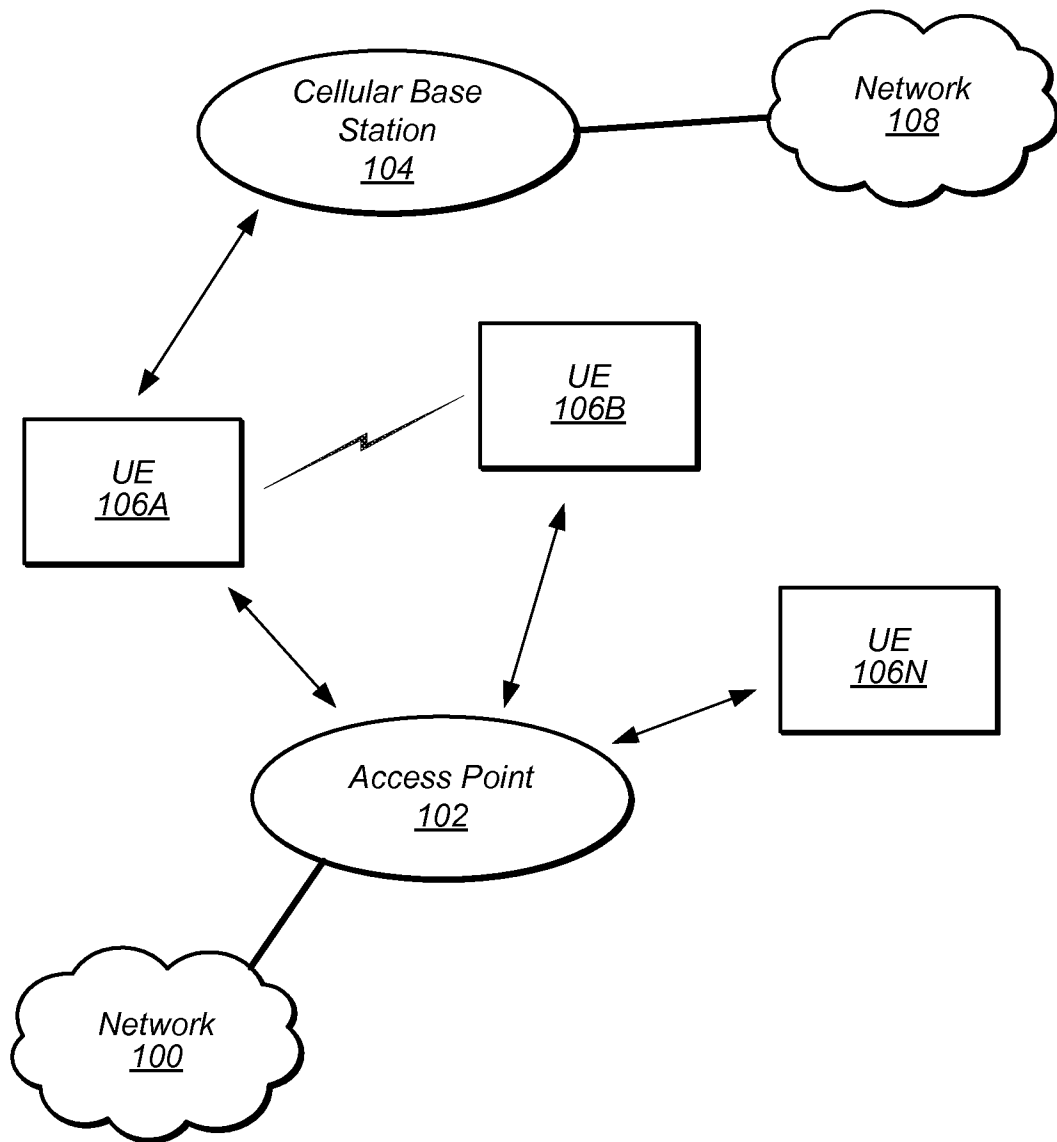 Cellular Base
Station
104
Network
108
UE
106B
UE
106A
UE
106N
Access Point
102
Network
100